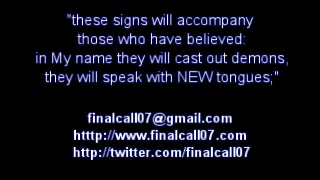 "these signs will accompany
those who have believed:
in My name they will cast out demons,
they will speak with NEW tongues;"
finalcall07@gmail.com
htttp://www.finalcall07.com
http://twitter.com/finalcall07